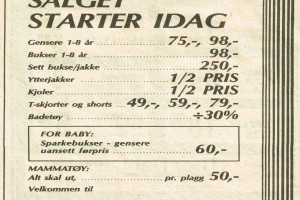 SALGET
STARTER IDAG
Gensere 1-8 år 75,-, 98,-
Bukser 1-8 år 98,-
Sett bukse/jakke 250,-
Ytterjakker 1/2 PRIS
Kjoler 1/2 PRIS
T-skjorter og shorts 49,-, 59,-, 79,-
Badetøy ÷30%
FOR BABY:
Sparkebukser - gensere
uansett førpris 60,-
MAMMATØY:
Alt skal ut, pr. plagg 50,-
Velkommen til